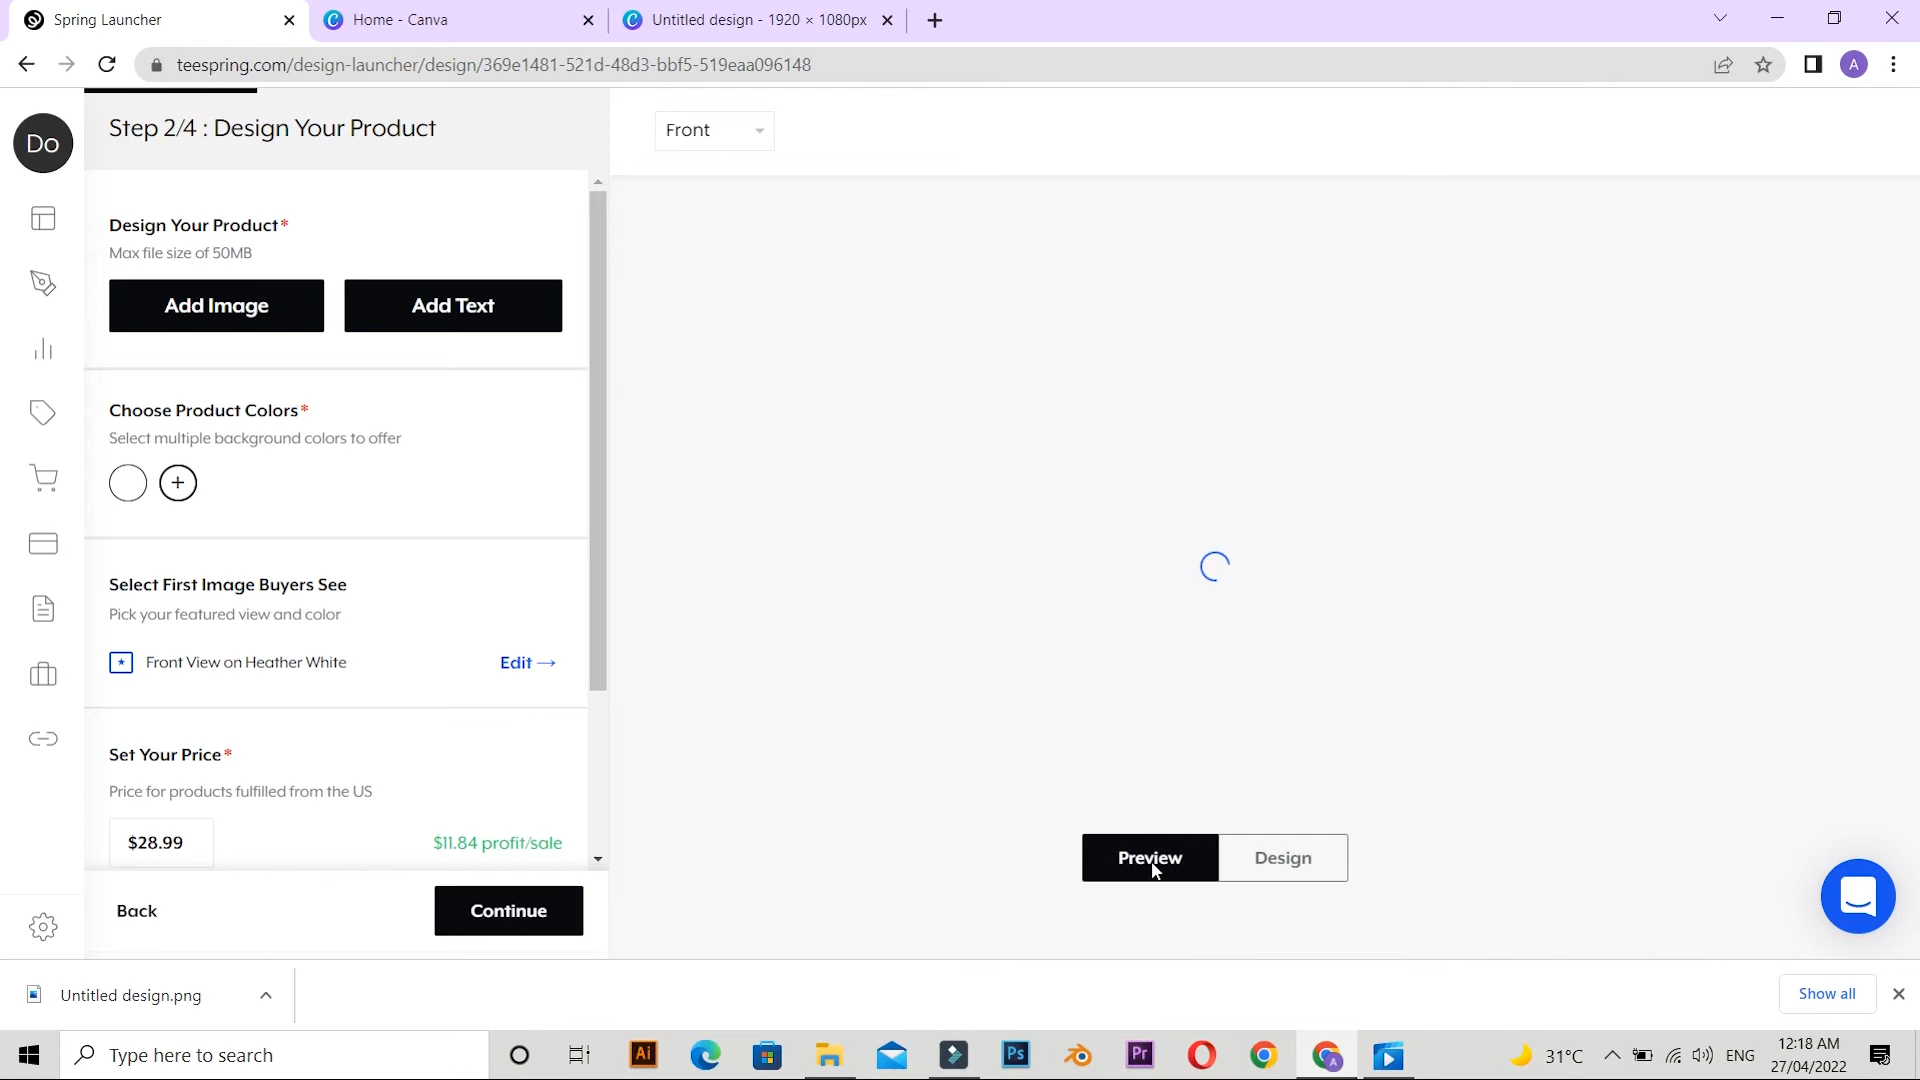 Spring Launcher
Home - Canva
Untitled design - 1920 × 1080px
teespring.com/design-launcher/design/369e1481-521d-48d3-bbf5-519eaa096148
A
Do
Step 2/4 : Design Your Product
Front
Design Your Product*
Max file size of 50MB
Add Image
Add Text
Choose Product Colors*
Select multiple background colors to offer
Select First Image Buyers See
Pick your featured view and color
Front View on Heather White
Edit →
Set Your Price*
Price for products fulfilled from the US
$28.99
$11.84 profit/sale
Preview
Design
Back
Continue
Untitled design.png
Show all
Type here to search
Ai
Ps
Pr
A
31°C
ENG
12:18 AM
27/04/2022